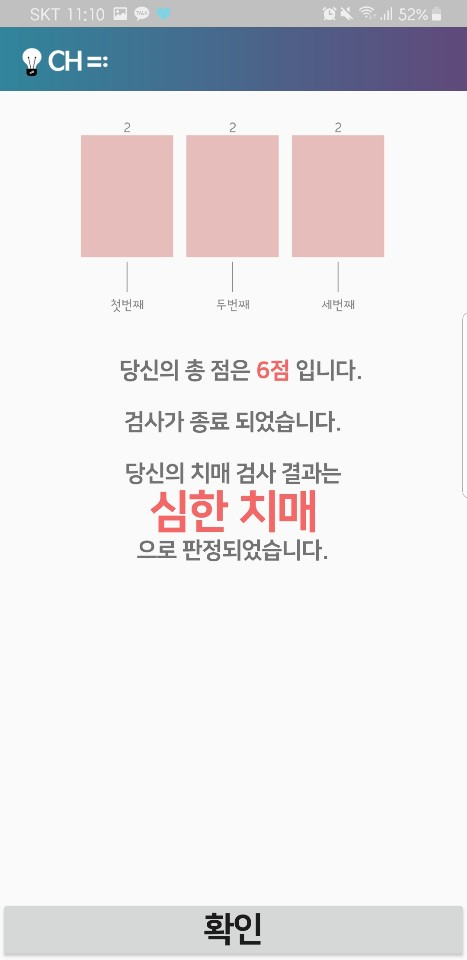 SKT 11:10 52%
CH =:
2 2 2
첫번째 두번째 세번째
당신의 총 점은 6점 입니다.
검사가 종료 되었습니다.
당신의 치매 검사 결과는
심한 치매
으로 판정되었습니다.
확인